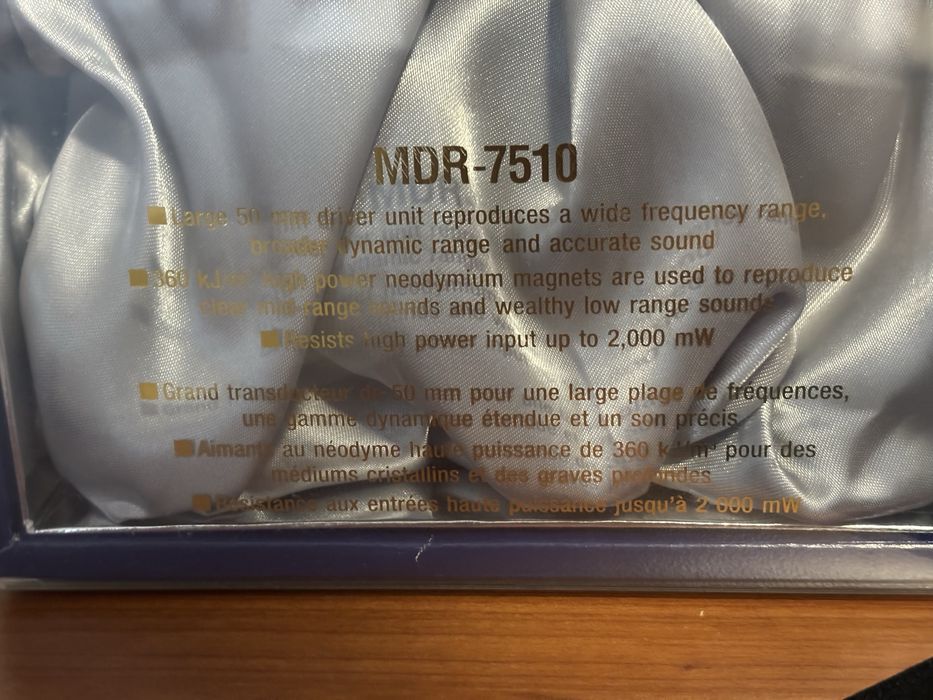 MDR-7510
■ Large 50 mm driver unit reproduces a wide frequency range,
broader dynamic range and accurate sound
■ 360 kJ/m³ high power neodymium magnets are used to reproduce
clear mid range sounds and wealthy low range sounds
■ Resists high power input up to 2,000 mW
■ Grand transducteur de 50 mm pour une large plage de fréquences,
une gamme dynamique étendue et un son précis
■ Aimants au néodyme haute puissance de 360 kJ/m³ pour des
médiums cristallins et des graves profondes
■ Résistance aux entrées haute puissance jusqu'à 2 000 mW